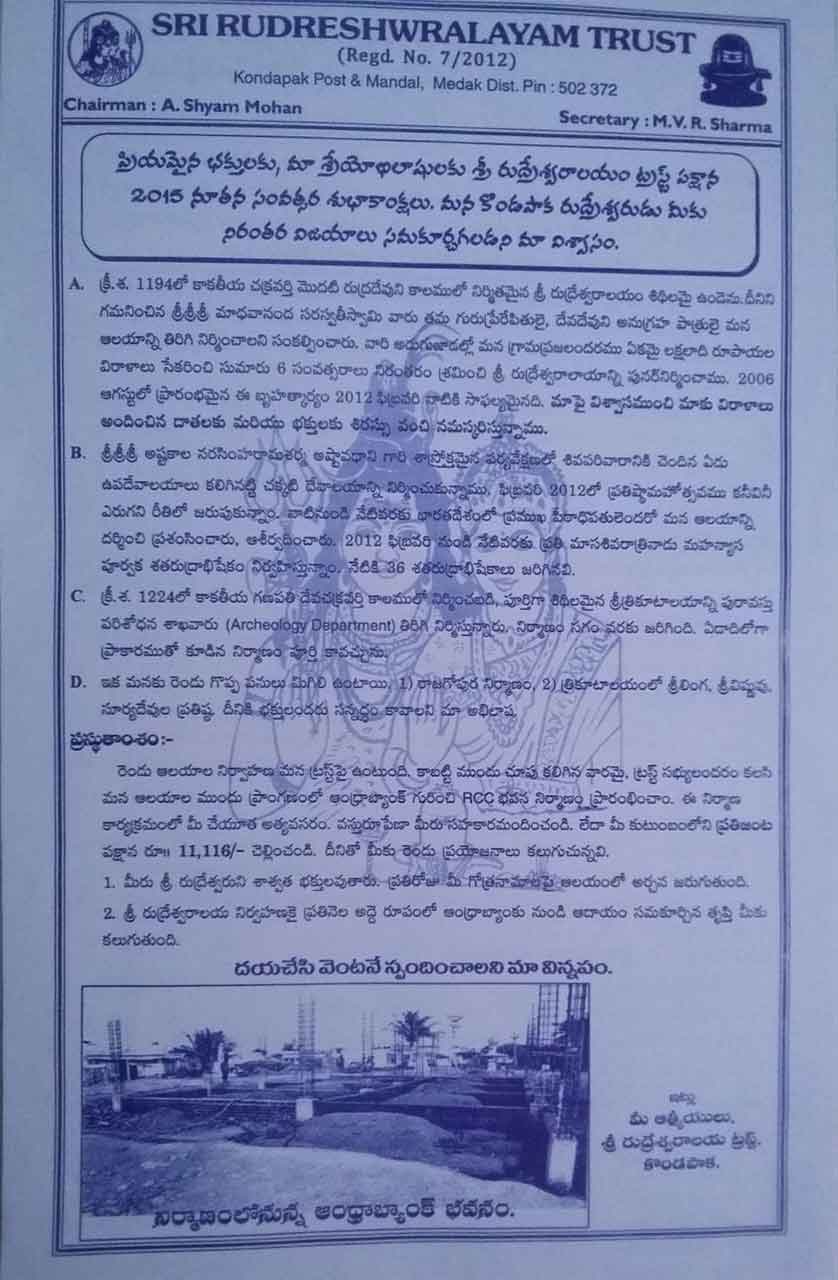 SRI RUDRESHWRALAYAM TRUST
(Regd. No. 7/2012)
Kondapak Post & Mandal, Medak Dist. Pin : 502 372
Chairman : A. Shyam Mohan
Secretary : M.V. R. Sharma
ప్రియమైన భక్తులకు, మా శ్రేయోభిలాషులకు శ్రీ రుద్రేశ్వరాలయం ట్రస్ట్ పక్షాన
2015 నూతన సంవత్సర శుభాకాంక్షలు. మన కొండపాక రుద్రేశ్వరుడు మీకు
నిరంతర విజయాలు సమకూర్చగలడని మా విశ్వాసం.
A. క్రీ.శ. 1194లో కాకతీయ చక్రవర్తి మొదటి రుద్రదేవుని కాలములో నిర్మితమైన శ్రీ రుద్రేశ్వరాలయం శిథిలమై ఉండెను. దీనిని
గమనించిన శ్రీశ్రీశ్రీ మాధవానంద సరస్వతీస్వామి వారు తమ గురుప్రేరేపితులై, దేవదేవుని అనుగ్రహ పాత్రులై మన
ఆలయాన్ని తిరిగి నిర్మించాలని సంకల్పించారు. వారి అడుగుజాడల్లో మన గ్రామప్రజలందరము ఏకమై లక్షలాది రూపాయల
విరాళాలు సేకరించి సుమారు 6 సంవత్సరాలు నిరంతరం శ్రమించి శ్రీ రుద్రేశ్వరాలయాన్ని పునర్‌నిర్మించాము. 2006
ఆగస్టులో ప్రారంభమైన ఈ బృహత్కార్యం 2012 ఫిబ్రవరి నాటికి సాఫల్యమైనది. మాపై విశ్వాసముంచి మాకు విరాళాలు
అందించిన దాతలకు మరియు భక్తులకు శిరస్సు వంచి నమస్కరిస్తున్నాము.
B. శ్రీశ్రీశ్రీ అష్టకాల నరసింహరామశర్మ అష్టావధాని గారి శాస్త్రోక్తమైన పర్యవేక్షణలో శివపరివారానికి చెందిన ఏడు
ఉపదేవాలయాలు కలిగినట్టి చక్కటి దేవాలయాన్ని నిర్మించుకున్నాము. ఫిబ్రవరి 2012లో ప్రతిష్ఠామహోత్సవము కనీవినీ
ఎరుగని రీతిలో జరుపుకున్నాం. నాటినుండి నేటివరకు భారతదేశంలో ప్రముఖ పీఠాధిపతులెందరో మన ఆలయాన్ని
దర్శించి ప్రశంసించారు, ఆశీర్వదించారు. 2012 ఫిబ్రవరి నుండి నేటివరకు ప్రతి మాసశివరాత్రినాడు మహన్యాస
పూర్వక శతరుద్రాభిషేకం నిర్వహిస్తున్నాం. నేటికి 36 శతరుద్రాభిషేకాలు జరిగినవి.
C. క్రీ.శ. 1224లో కాకతీయ గణపతి దేవచక్రవర్తి కాలములో నిర్మించబడి, పూర్తిగా శిథిలమైన శ్రీత్రికూటాలయాన్ని పురావస్తు
పరిశోధన శాఖవారు (Archeology Department) తిరిగి నిర్మిస్తున్నారు. నిర్మాణం సగం వరకు జరిగింది. ఏడాదిలోగా
ప్రాకారముతో కూడిన నిర్మాణం పూర్తి కావచ్చును.
D. ఇక మనకు రెండు గొప్ప పనులు మిగిలి ఉంటాయి, 1) రాజగోపుర నిర్మాణం, 2) త్రికూటాలయంలో శ్రీలింగ, శ్రీవిష్ణువు,
సూర్యదేవుల ప్రతిష్ఠ. దీనికి భక్తులందరు సన్నద్ధం కావాలని మా అభిలాష.
ప్రస్తుతాంశం:-
రెండు ఆలయాల నిర్వాహణ మన ట్రస్ట్‌పై ఉంటుంది. కాబట్టి ముందు చూపు కలిగిన వారమై, ట్రస్ట్ సభ్యులందరం కలసి
మన ఆలయాల ముందు ప్రాంగణంలో ఆంధ్రాబ్యాంక్ గురించి RCC భవన నిర్మాణం ప్రారంభించాం. ఈ నిర్మాణ
కార్యక్రమంలో మీ చేయూత అత్యవసరం. వస్తురూపేణా మీరు సహకారమందించండి. లేదా మీ కుటుంబంలోని ప్రతిజంట
పక్షాన రూ॥ 11,116/- చెల్లించండి. దీనితో మీకు రెండు ప్రయోజనాలు కలుగుచున్నవి.
1. మీరు శ్రీ రుద్రేశ్వరుని శాశ్వత భక్తులవుతారు. ప్రతిరోజు మీ గోత్రనామాలపై ఆలయంలో అర్చన జరుగుతుంది.
2. శ్రీ రుద్రేశ్వరాలయ నిర్వహణకై ప్రతినెల అద్దె రూపంలో ఆంధ్రాబ్యాంకు నుండి ఆదాయం సమకూర్చిన తృప్తి మీకు
కలుగుతుంది.
దయచేసి వెంటనే స్పందించాలని మా విన్నపం.
ఇట్లు
మీ ఆత్మీయులు,
శ్రీ రుద్రేశ్వరాలయ ట్రస్ట్,
కొండపాక.
నిర్మాణంలోనున్న ఆంధ్రాబ్యాంక్ భవనం.